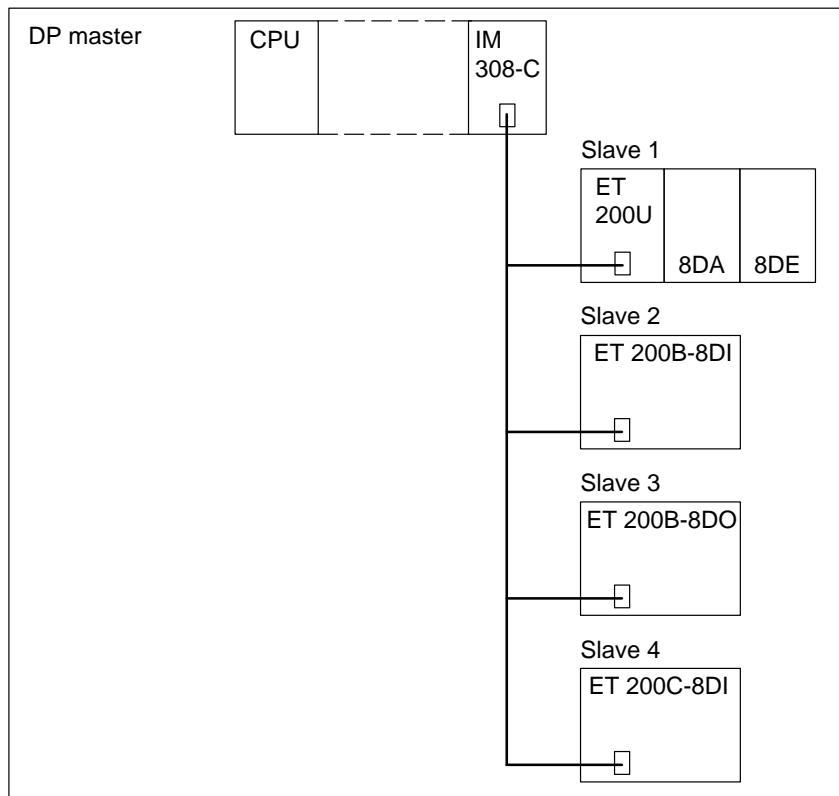 DP master
CPU
IM
308-C
Slave 1
ET
200U
8DA
8DE
Slave 2
ET 200B-8DI
Slave 3
ET 200B-8DO
Slave 4
ET 200C-8DI